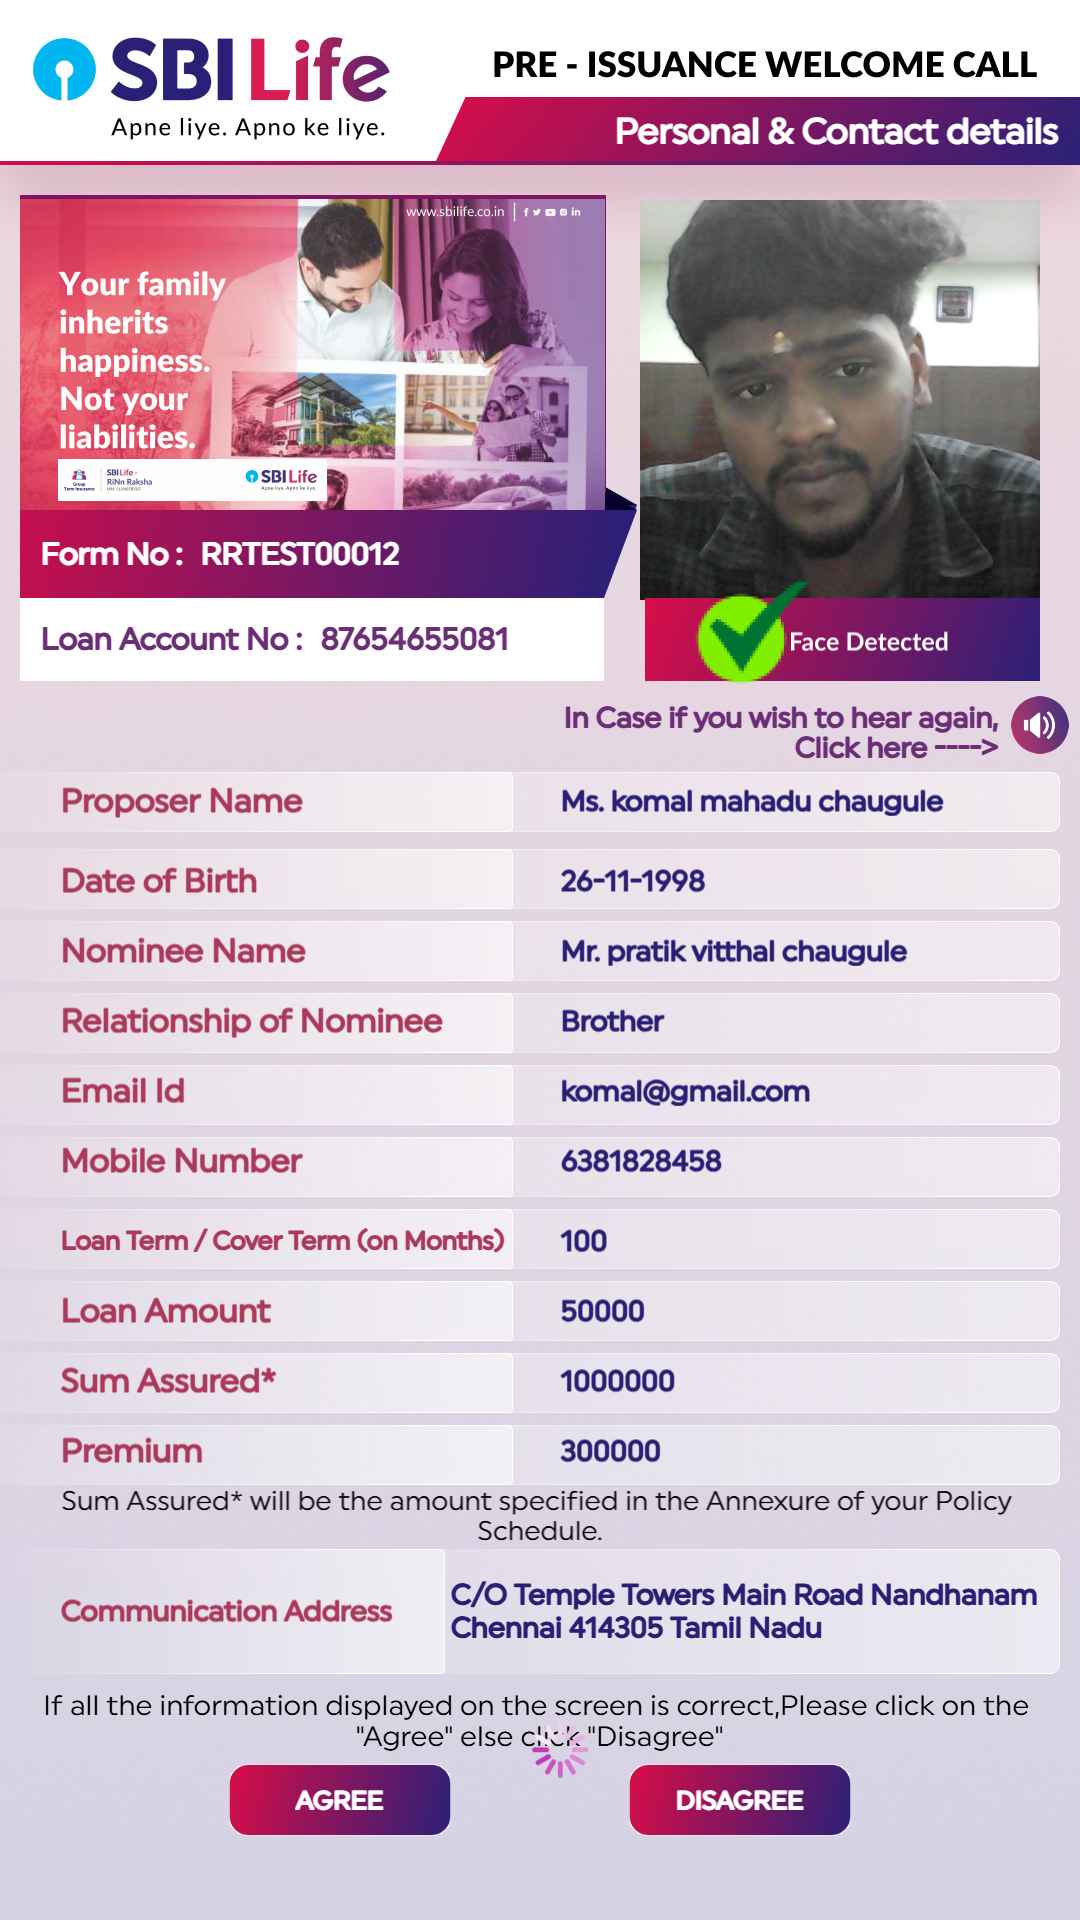 SBI Life
Apne liye. Apno ke liye.
PRE - ISSUANCE WELCOME CALL
Personal & Contact details
www.sbilife.co.in
Your family
inherits
happiness.
Not your
liabilities.
Group
Term Insurance
SBI Life -
RiNn Raksha
SBI Life
Apne liye. Apno ke liye.
Form No : RRTEST00012
Loan Account No : 87654655081
Face Detected
In Case if you wish to hear again,
Click here ---->
Proposer Name Ms. komal mahadu chaugule
Date of Birth 26-11-1998
Nominee Name Mr. pratik vitthal chaugule
Relationship of Nominee Brother
Email Id komal@gmail.com
Mobile Number 6381828458
Loan Term / Cover Term (on Months) 100
Loan Amount 50000
Sum Assured* 1000000
Premium 300000
Sum Assured* will be the amount specified in the Annexure of your Policy
Schedule.
Communication Address C/O Temple Towers Main Road Nandhanam
Chennai 414305 Tamil Nadu
If all the information displayed on the screen is correct,Please click on the
"Agree" else click "Disagree"
AGREE DISAGREE